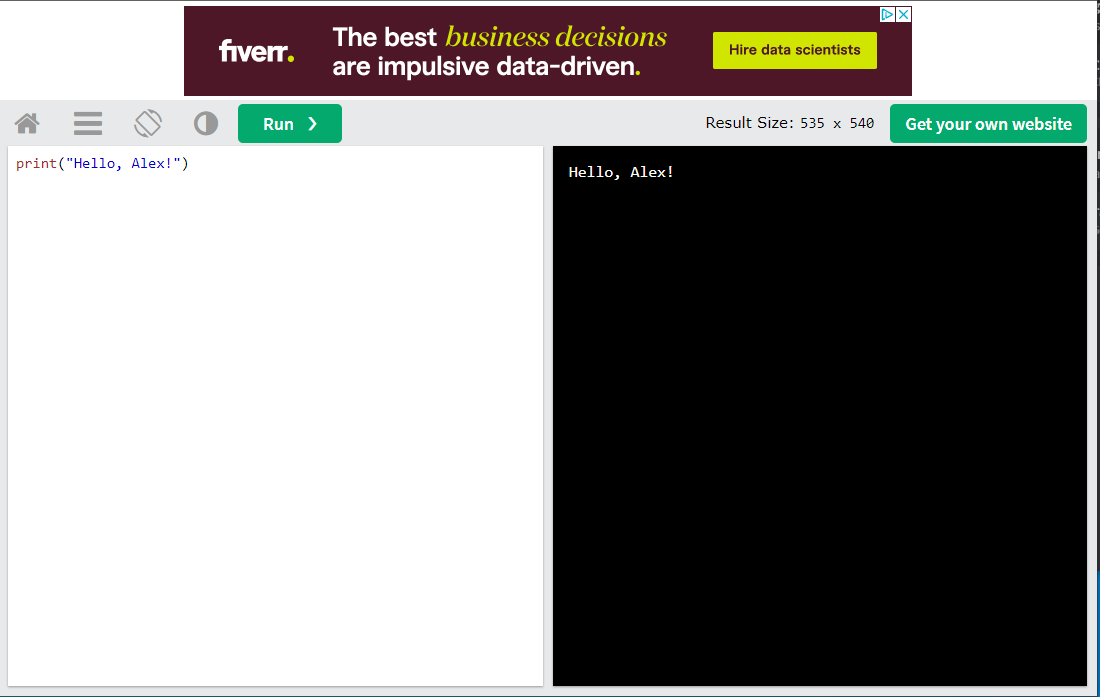 fiverr.
The best business decisions
are impulsive data-driven.
Hire data scientists
Run ❯
Result Size: 535 x 540
Get your own website
print("Hello, Alex!")
Hello, Alex!